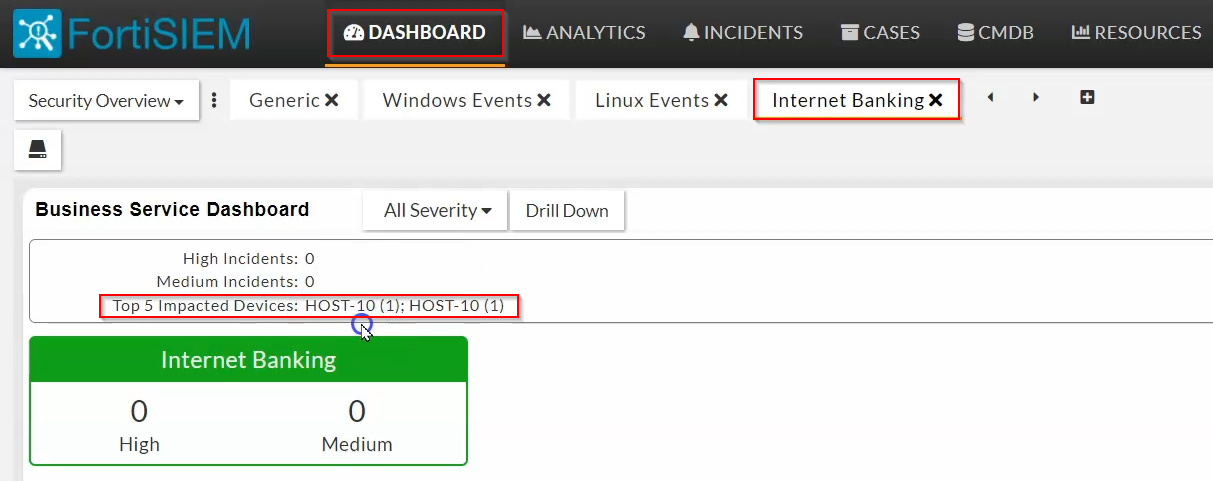 FortiSIEM DASHBOARD ANALYTICS INCIDENTS CASES CMDB RESOURCES
Security Overview Generic Windows Events Linux Events Internet Banking
Business Service Dashboard All Severity Drill Down
High Incidents: 0
Medium Incidents: 0
Top 5 Impacted Devices: HOST-10 (1); HOST-10 (1)
Internet Banking
0 0
High Medium